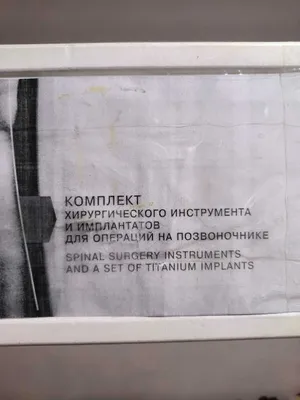 КОМПЛЕКТ
ХИРУРГИЧЕСКОГО ИНСТРУМЕНТА
И ИМПЛАНТАТОВ
ДЛЯ ОПЕРАЦИЙ НА ПОЗВОНОЧНИКЕ
SPINAL SURGERY INSTRUMENTS
AND A SET OF TITANIUM IMPLANTS